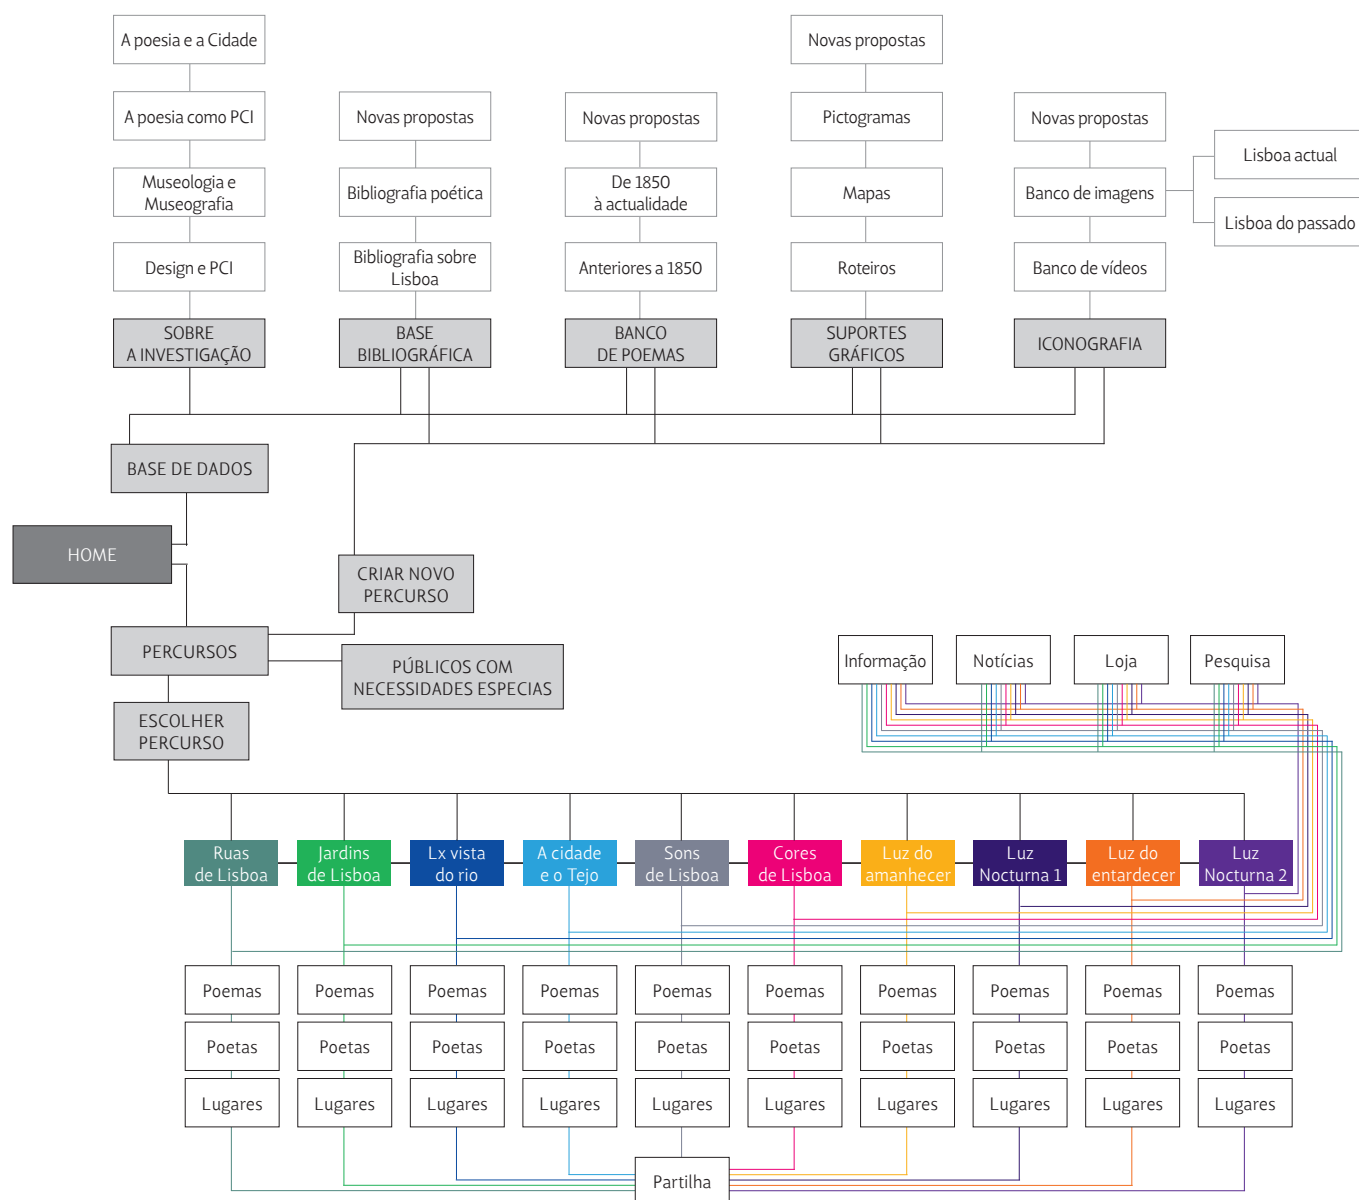 A poesia e a Cidade
Novas propostas
A poesia como PCI
Novas propostas
Novas propostas
Pictogramas
Novas propostas
Lisboa actual
Museologia e
Museografia
Bibliografia poética
De 1850
à actualidade
Mapas
Banco de imagens
Lisboa do passado
Design e PCI
Bibliografia sobre
Lisboa
Anteriores a 1850
Roteiros
Banco de vídeos
SOBRE
A INVESTIGAÇÃO
BASE
BIBLIOGRÁFICA
BANCO
DE POEMAS
SUPORTES
GRÁFICOS
ICONOGRAFIA
BASE DE DADOS
HOME
CRIAR NOVO
PERCURSO
PERCURSOS
PÚBLICOS COM
NECESSIDADES ESPECIAS
Informação
Notícias
Loja
Pesquisa
ESCOLHER
PERCURSO
Ruas
de Lisboa
Jardins
de Lisboa
Lx vista
do rio
A cidade
e o Tejo
Sons
de Lisboa
Cores
de Lisboa
Luz do
amanhecer
Luz
Nocturna 1
Luz do
entardecer
Luz
Nocturna 2
Poemas
Poemas
Poemas
Poemas
Poemas
Poemas
Poemas
Poemas
Poemas
Poemas
Poetas
Poetas
Poetas
Poetas
Poetas
Poetas
Poetas
Poetas
Poetas
Poetas
Lugares
Lugares
Lugares
Lugares
Lugares
Lugares
Lugares
Lugares
Lugares
Lugares
Partilha